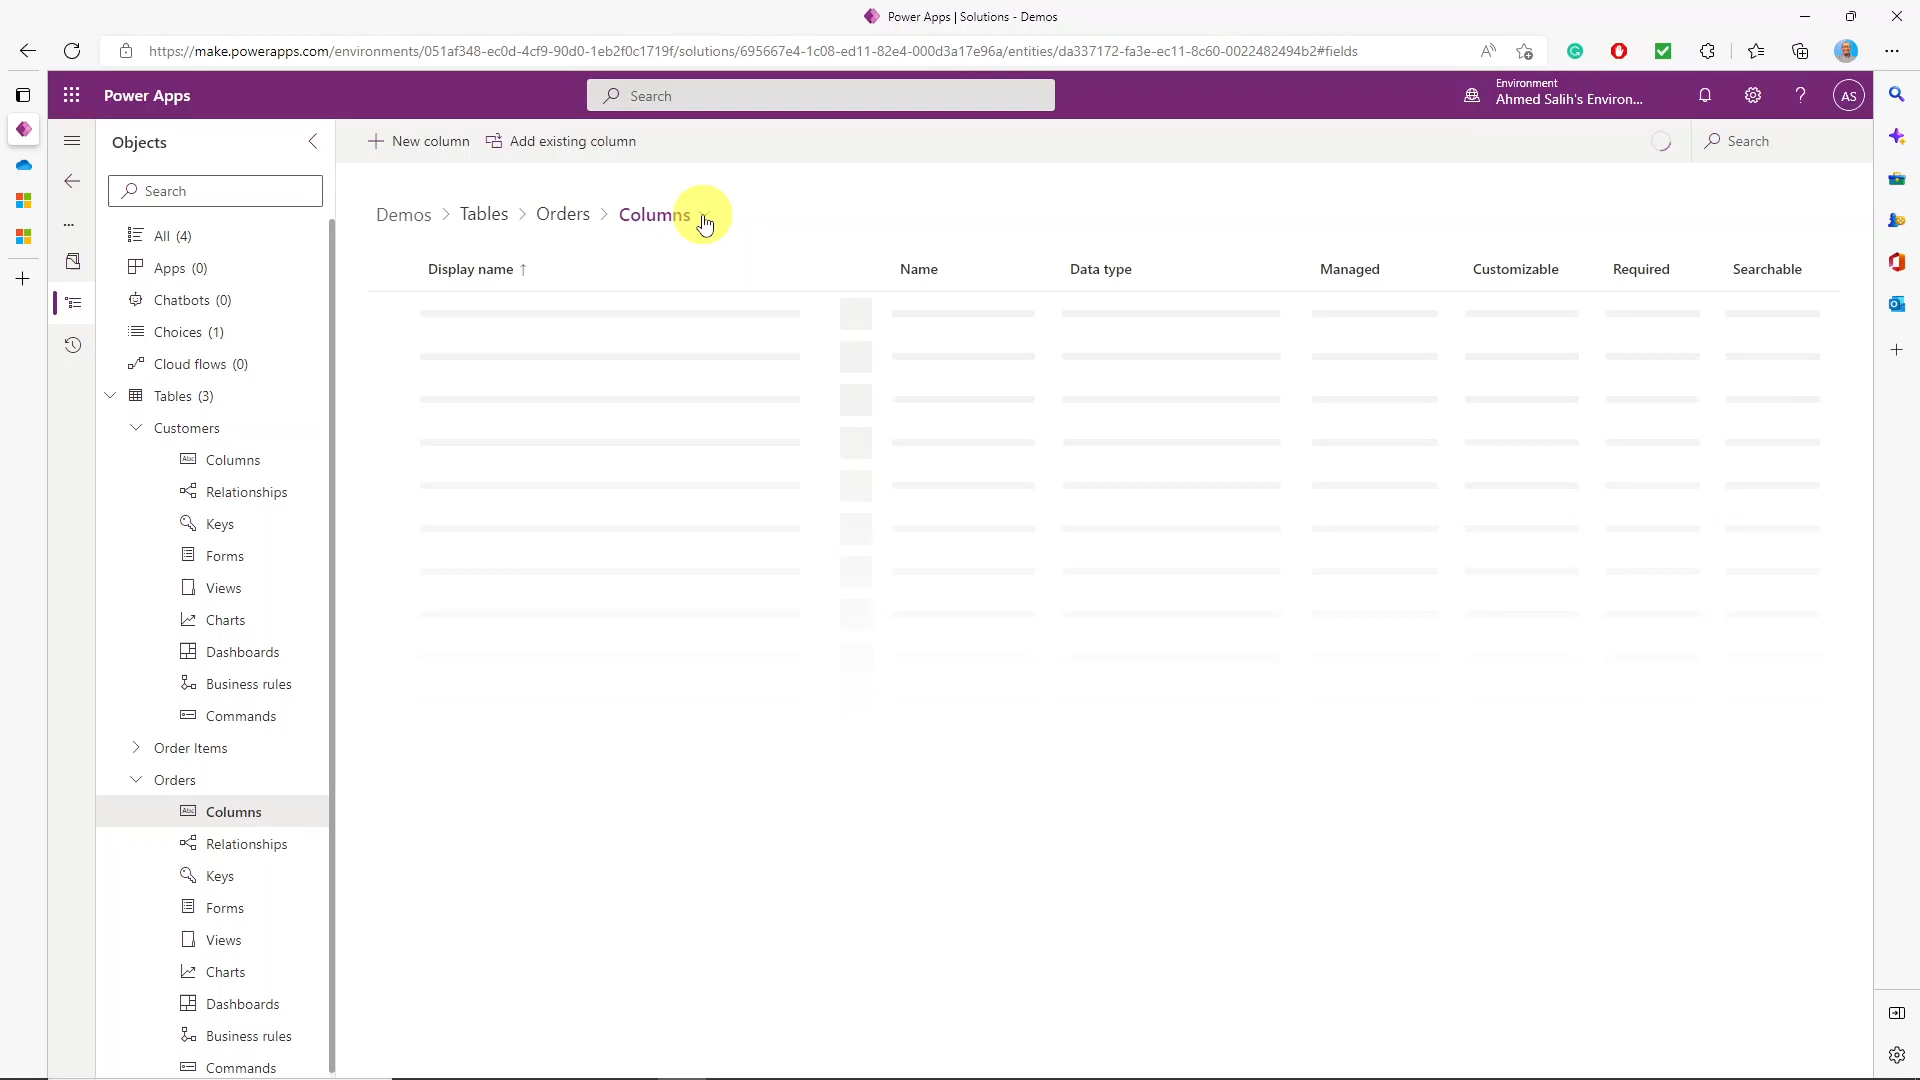 Power Apps | Solutions - Demos
https://make.powerapps.com/environments/051af348-ec0d-4cf9-90d0-1eb2f0c1719f/solutions/695667e4-1c08-ed11-82e4-000d3a17e96a/entities/da337172-fa3e-ec11-8c60-0022482494b2#fields
Power Apps
Search
Environment
Ahmed Salih's Environ...
AS
Objects
New column
Add existing column
Search
Search
Demos > Tables > Orders > Columns
Display name ↑
Name
Data type
Managed
Customizable
Required
Searchable
All (4)
Apps (0)
Chatbots (0)
Choices (1)
Cloud flows (0)
Tables (3)
Customers
Abc Columns
Relationships
Keys
Forms
Views
Charts
Dashboards
Business rules
Commands
Order Items
Orders
Abc Columns
Relationships
Keys
Forms
Views
Charts
Dashboards
Business rules
Commands